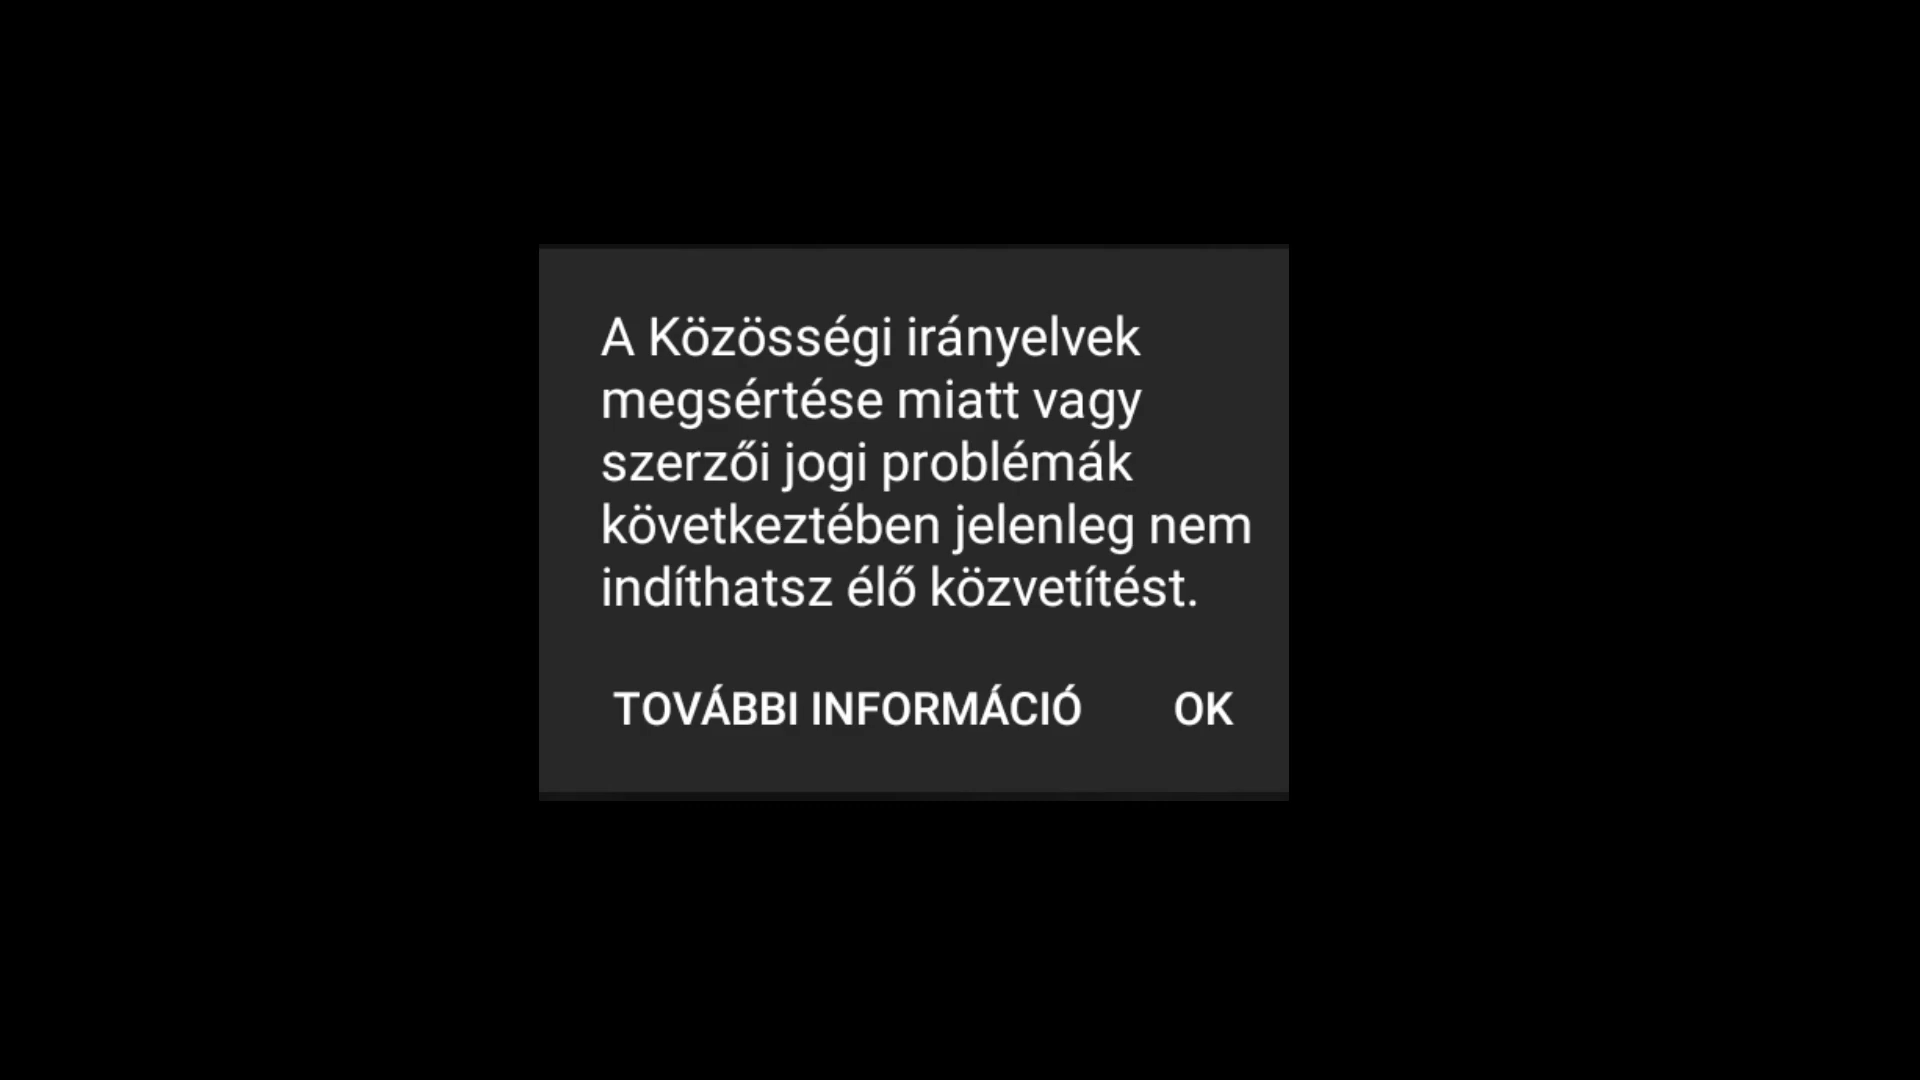 A Közösségi irányelvek
megsértése miatt vagy
szerzői jogi problémák
következtében jelenleg nem
indíthatsz élő közvetítést.
TOVÁBBI INFORMÁCIÓ OK